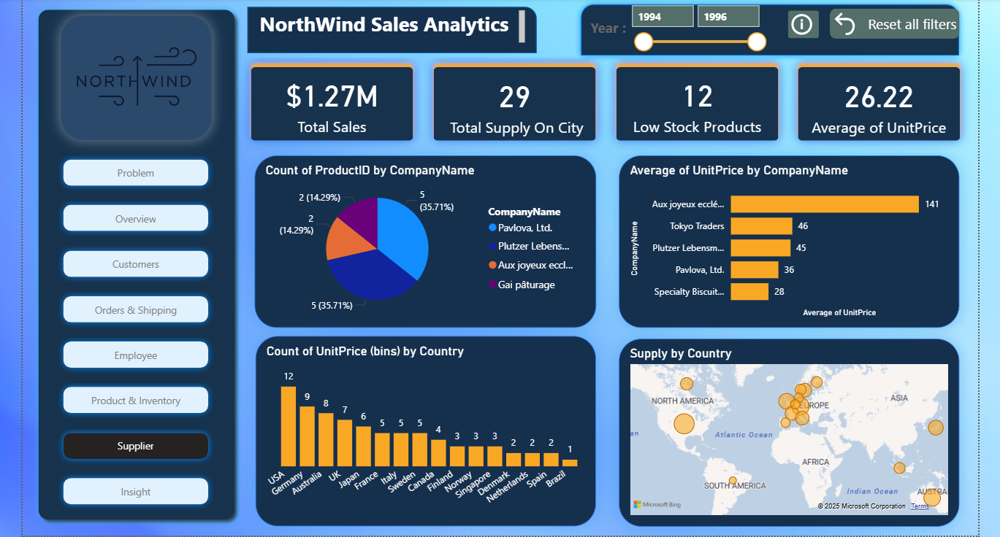 NORTHWIND
Problem
Overview
Customers
Orders & Shipping
Employee
Product & Inventory
Supplier
Insight
NorthWind Sales Analytics
Year :
1994
1996
Reset all filters
$1.27M
Total Sales
29
Total Supply On City
12
Low Stock Products
26.22
Average of UnitPrice
Count of ProductID by CompanyName
5
(35.71%)
5 (35.71%)
2
(14.29%)
2 (14.29%)
CompanyName
Pavlova, Ltd.
Plutzer Lebens...
Aux joyeux eccl...
Gai pâturage
Average of UnitPrice by CompanyName
CompanyName
Aux joyeux ecclé...
141
Tokyo Traders
46
Plutzer Lebensm...
45
Pavlova, Ltd.
36
Specialty Biscuit...
28
Average of UnitPrice
Count of UnitPrice (bins) by Country
12
9
8
7
6
5
5
5
4
3
3
3
2
2
2
1
USA
Germany
Australia
UK
Japan
France
Italy
Sweden
Canada
Finland
Norway
Singapore
Denmark
Netherlands
Spain
Brazil
Supply by Country
NORTH AMERICA
EUROPE
ASIA
an
Atlantic Ocean
AFRICA
SOUTH AMERICA
Indian Ocean
AUSTRA
Microsoft Bing
© 2025 Microsoft Corporation Terms